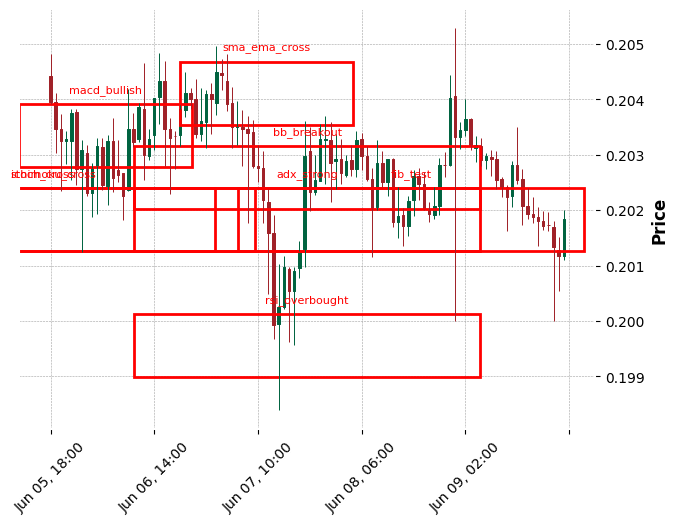 sma_ema_cross
macd_bullish
bb_breakout
adx_strong
fib_test
rsi_overbought
0.205
0.204
0.203
0.202
0.201
0.200
0.199
Price
Jun 05, 18:00
Jun 06, 14:00
Jun 07, 10:00
Jun 08, 06:00
Jun 09, 02:00